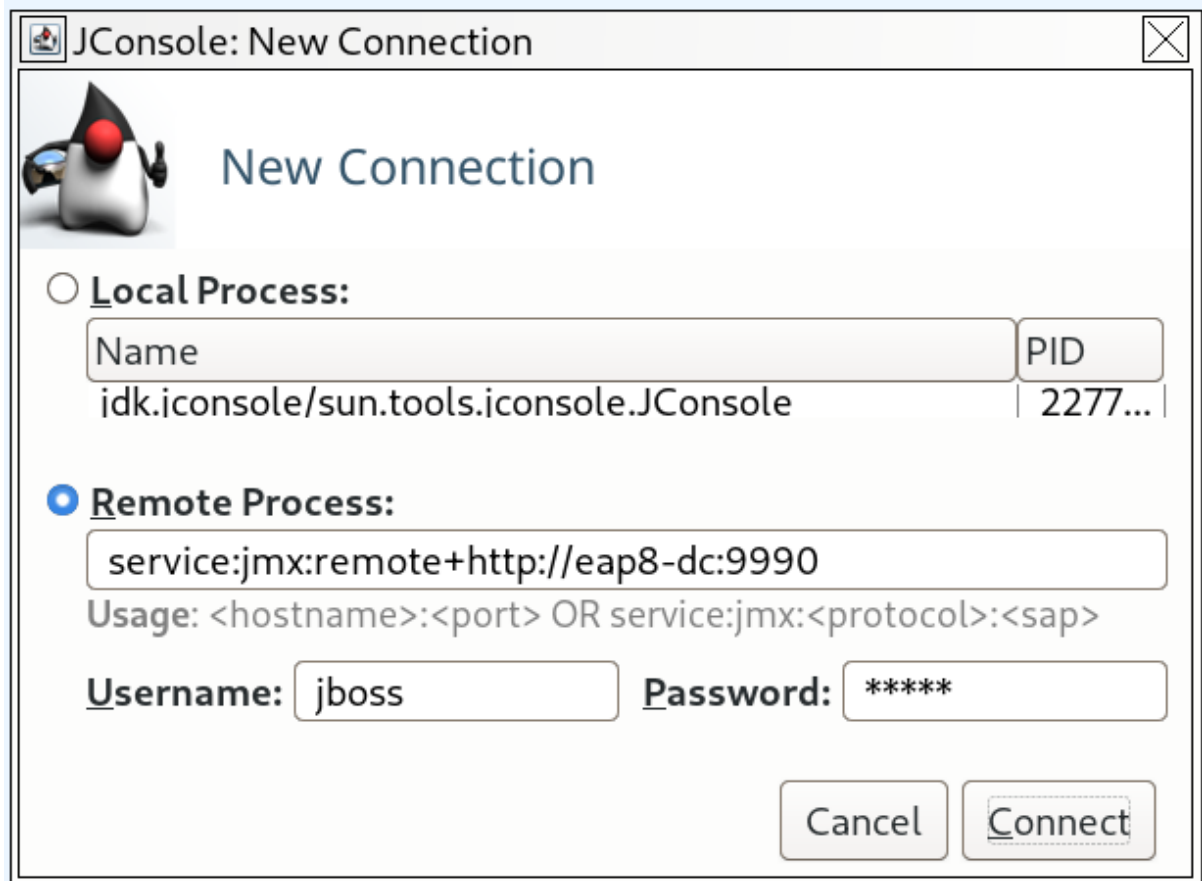 JConsole: New Connection
New Connection
Local Process:
Name PID
jdk.jconsole/sun.tools.jconsole.JConsole 2277...
Remote Process:
service:jmx:remote+http://eap8-dc:9990
Usage: <hostname>:<port> OR service:jmx:<protocol>:<sap>
Username: jboss Password: *****
Cancel Connect